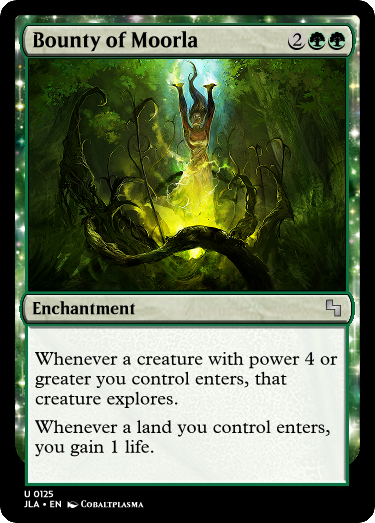 Bounty of Moorla 2
Enchantment
Whenever a creature with power 4 or
greater you control enters, that
creature explores.
Whenever a land you control enters,
you gain 1 life.
U 0125
JLA • EN Cobaltplasma